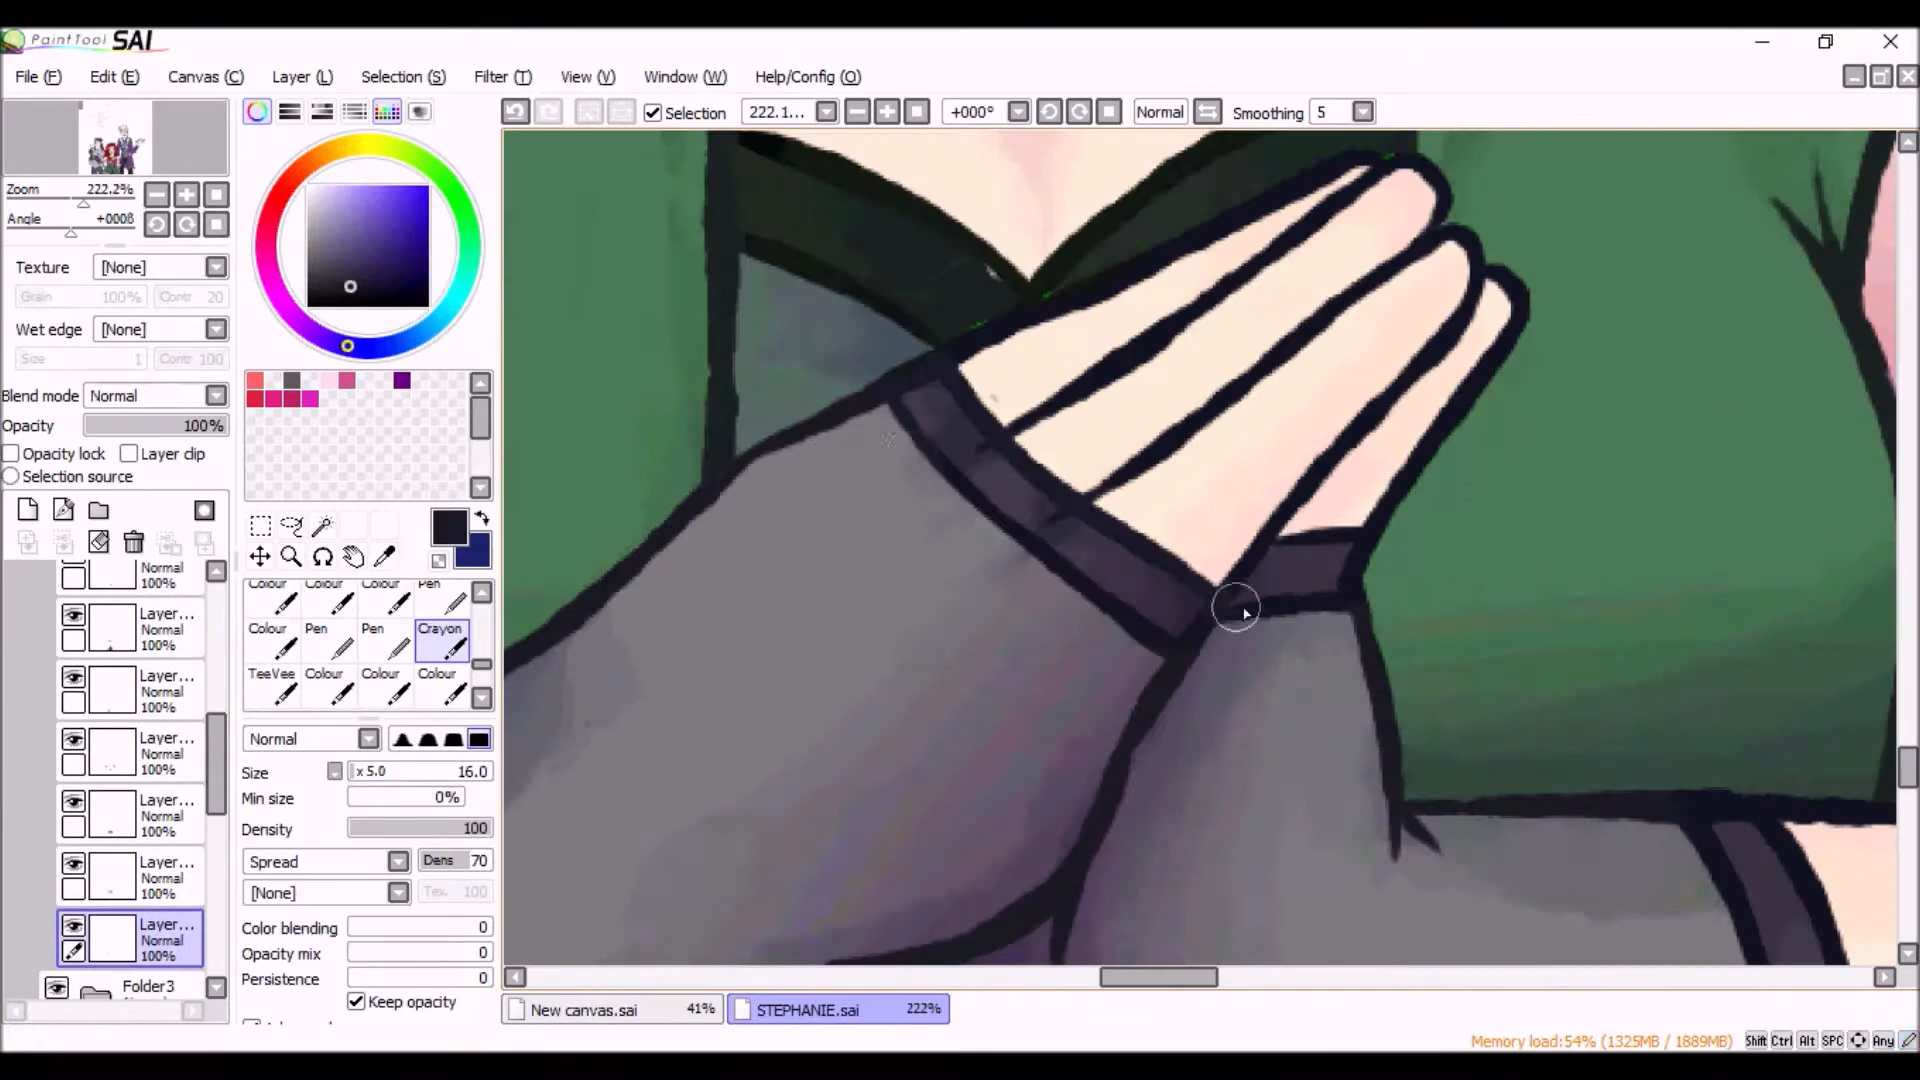 PaintTool SAI
File (F) Edit (E) Canvas (C) Layer (L) Selection (S) Filter (T) View (V) Window (W) Help/Config (O)
Selection 222.1... +000° Normal Smoothing 5
Zoom 222.2%
Angle +000ß
Texture [None]
Grain 100% Contr 20
Wet edge [None]
Size 1 Contr 100
Blend mode Normal
Opacity 100%
Opacity lock Layer clip
Selection source
Normal
100%
Layer...
Normal
100%
Layer...
Normal
100%
Layer...
Normal
100%
Layer...
Normal
100%
Layer...
Normal
100%
Layer...
Normal
100%
Folder3
Colour Colour Colour Pen
Colour Pen Pen Crayon
TeeVee Colour Colour Colour
Normal
Size x 5.0 16.0
Min size 0%
Density 100
Spread Dens 70
[None] Tex. 100
Color blending 0
Opacity mix 0
Persistence 0
Keep opacity
New canvas.sai 41% STEPHANIE.sai 222%
Memory load:54% (1325MB / 1889MB) Shift Ctrl Alt SPC Any